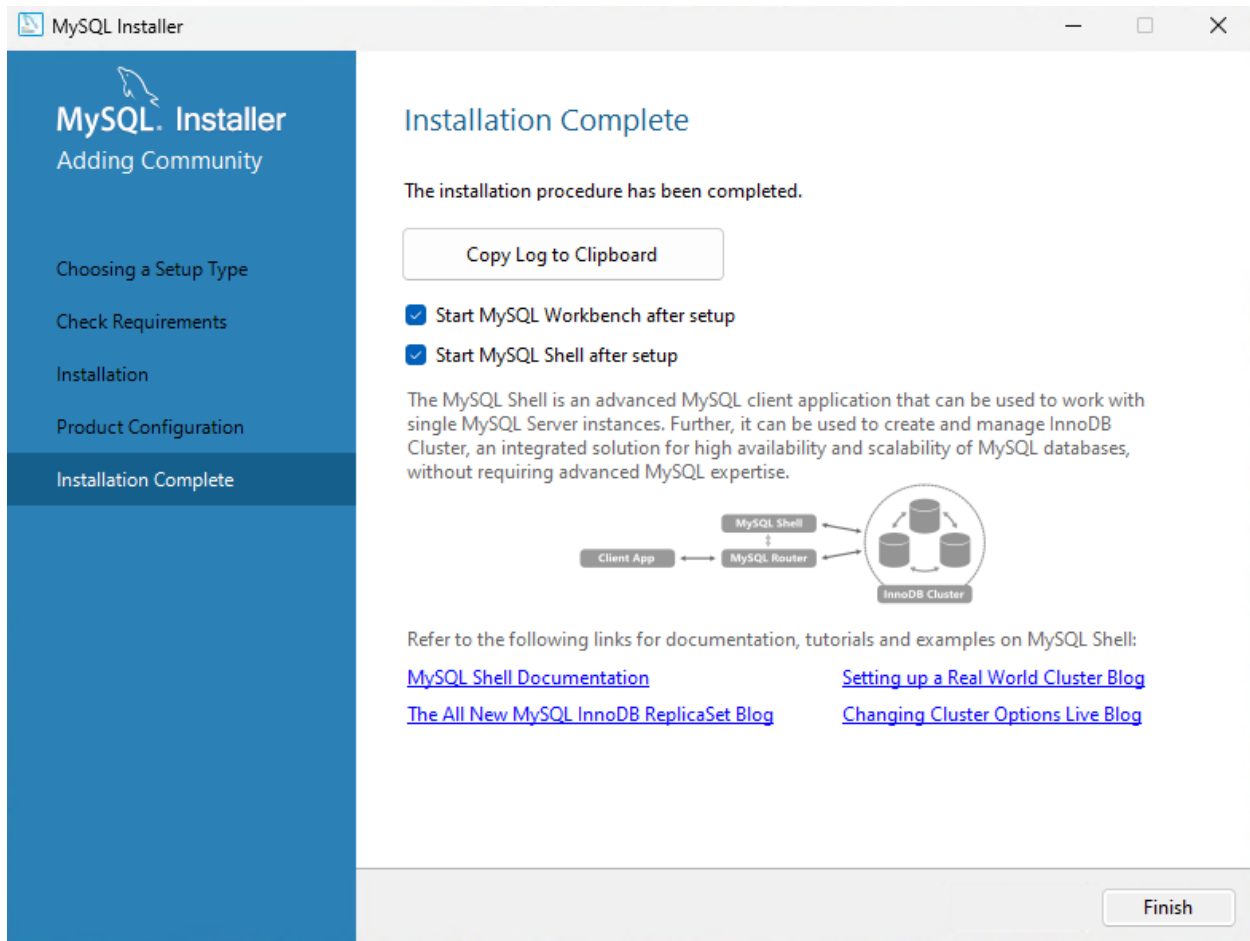 MySQL Installer
MySQL. Installer
Adding Community
Choosing a Setup Type
Check Requirements
Installation
Product Configuration
Installation Complete
Installation Complete
The installation procedure has been completed.
Copy Log to Clipboard
Start MySQL Workbench after setup
Start MySQL Shell after setup
The MySQL Shell is an advanced MySQL client application that can be used to work with
single MySQL Server instances. Further, it can be used to create and manage InnoDB
Cluster, an integrated solution for high availability and scalability of MySQL databases,
without requiring advanced MySQL expertise.
MySQL Shell
Client App
MySQL Router
InnoDB Cluster
Refer to the following links for documentation, tutorials and examples on MySQL Shell:
MySQL Shell Documentation
Setting up a Real World Cluster Blog
The All New MySQL InnoDB ReplicaSet Blog
Changing Cluster Options Live Blog
Finish